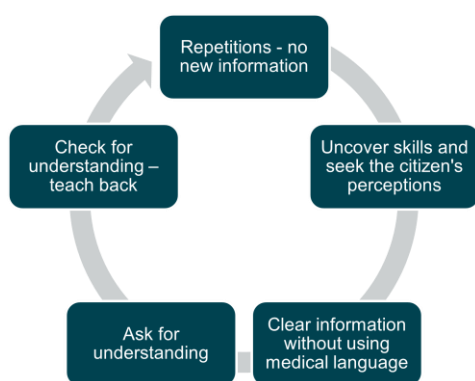 Repetitions - no
new information
Uncover skills and
seek the citizen's
perceptions
Clear information
without using
medical language
Ask for
understanding
Check for
understanding –
teach back